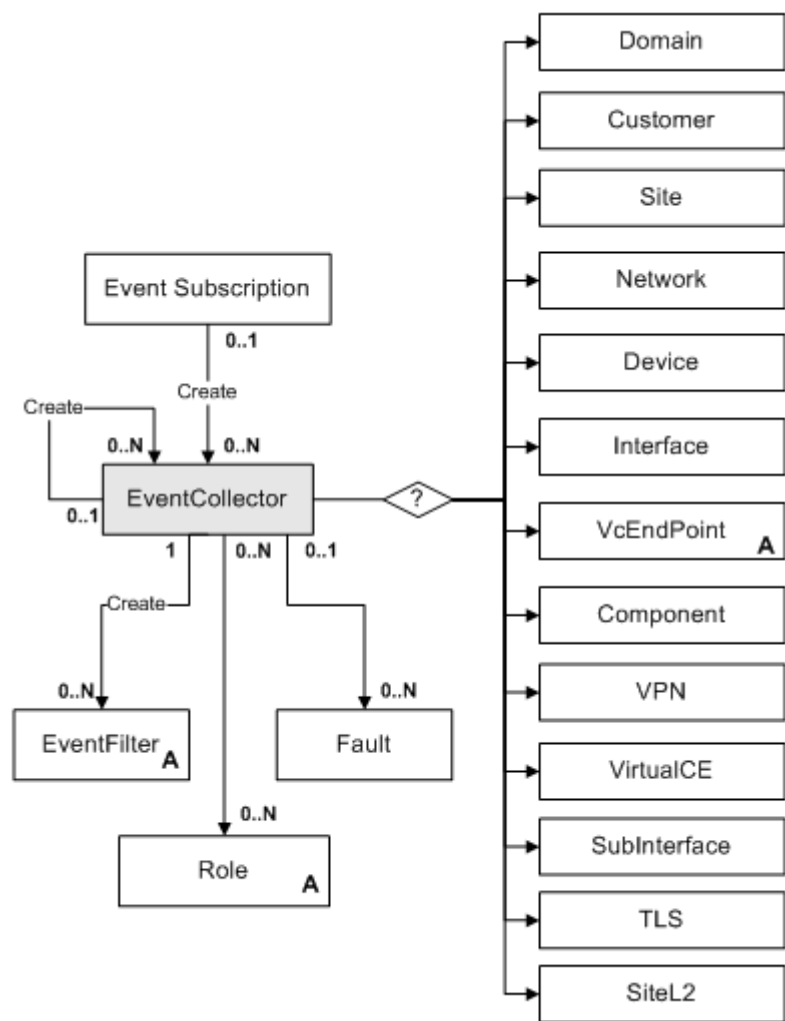 Domain
Customer
Site
Network
Device
Interface
VcEndPoint
A
Component
VPN
VirtualCE
SubInterface
TLS
SiteL2
Event Subscription
0..1
Create
Create
0..N
0..N
EventCollector
?
0..1
1
0..N
0..1
Create
0..N
0..N
EventFilter
A
Fault
0..N
Role
A